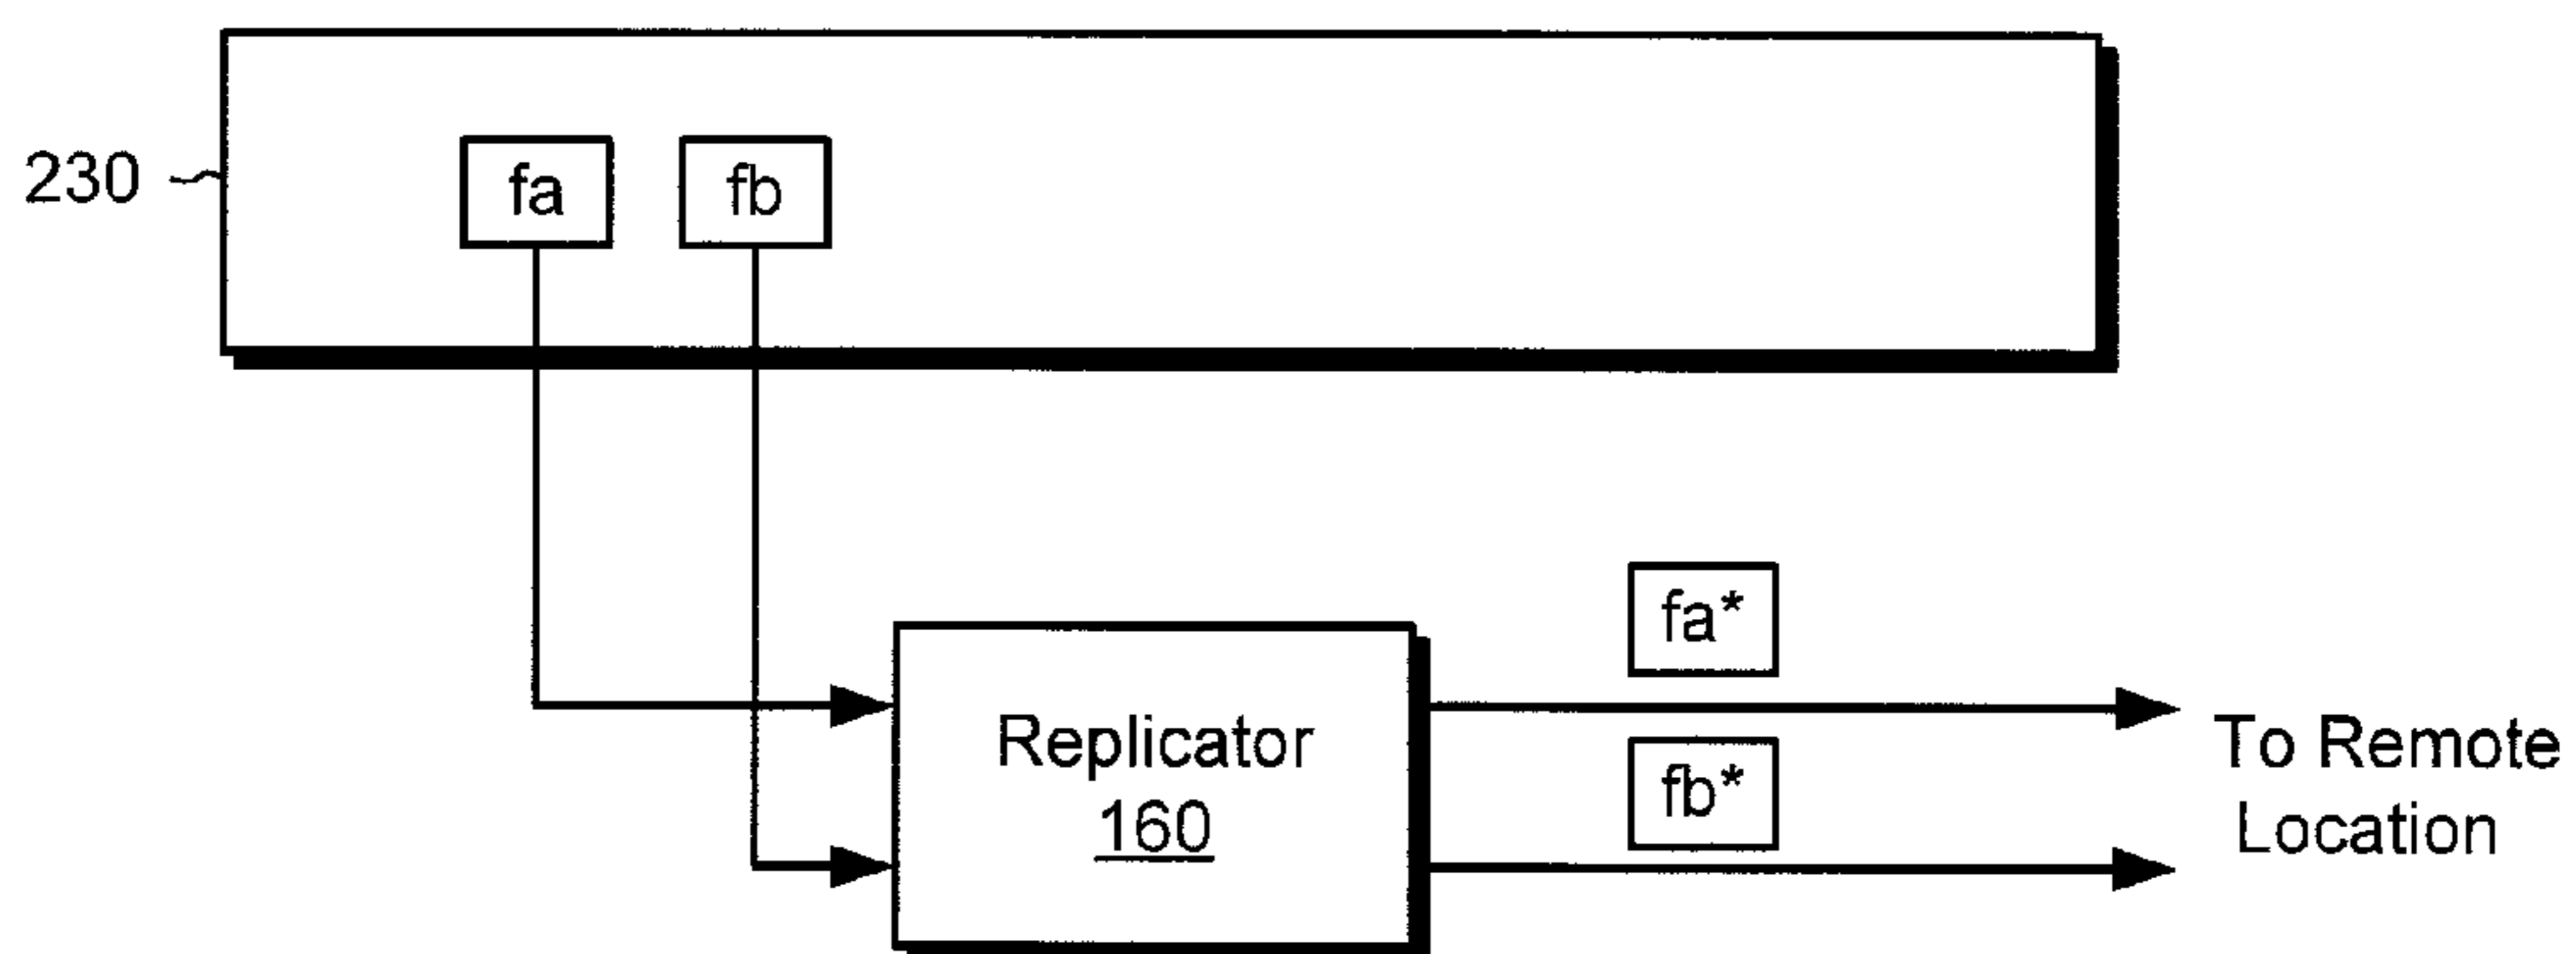 230
fa
fb
fa*
fb*
Replicator
160
To Remote
Location